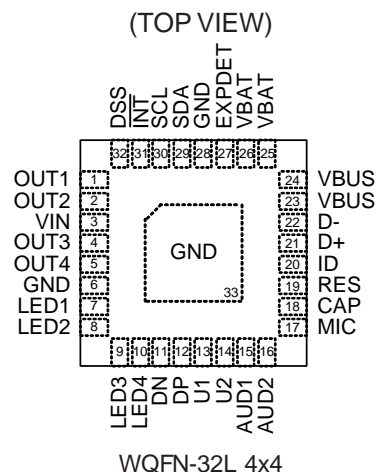 (TOP VIEW)
DSS
INT
SCL
SDA
GND
EXPDET
VBAT
VBAT
32 31 30 29 28 27 26 25
OUT1 1
OUT2 2
VIN 3
OUT3 4
OUT4 5
GND 6
LED1 7
LED2 8
GND
33
24 VBUS
23 VBUS
22 D-
21 D+
20 ID
19 RES
18 CAP
17 MIC
9 10 11 12 13 14 15 16
LED3
LED4
DN
DP
U1
U2
AUD1
AUD2
WQFN-32L 4x4